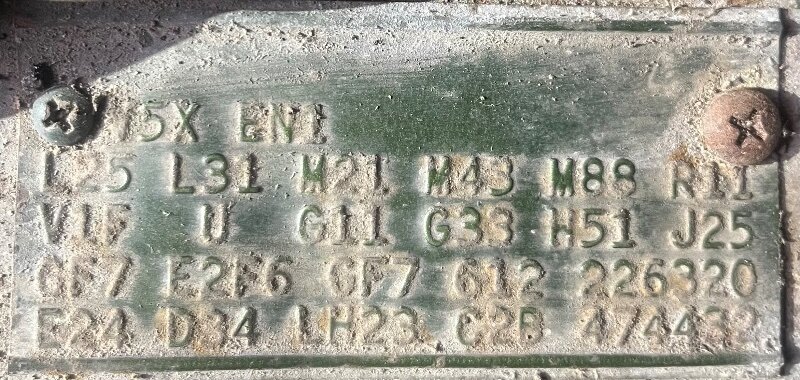 EN1
L25 L31 M21 M43 M88 R11
V1F U G11 G33 H51 J25
GF7 E2F6 GF7 612 226320
E24 D34 LH23 C2B 474432